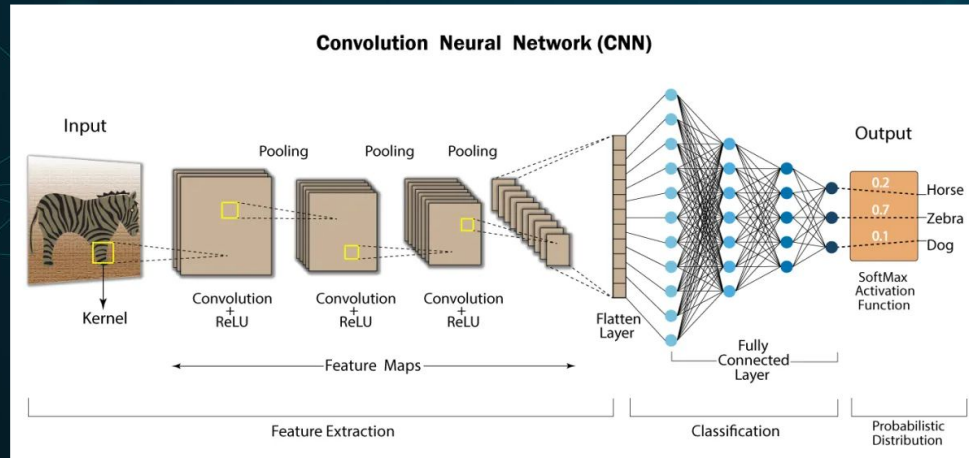 Convolution Neural Network (CNN)
Input
Pooling
Pooling
Pooling
Output
0.2
Horse
0.7
Zebra
0.1
Dog
Kernel
Convolution
+
ReLU
Convolution
+
ReLU
Convolution
+
ReLU
Flatten
Layer
SoftMax
Activation
Function
Fully
Connected
Layer
Feature Maps
Feature Extraction
Classification
Probabilistic
Distribution